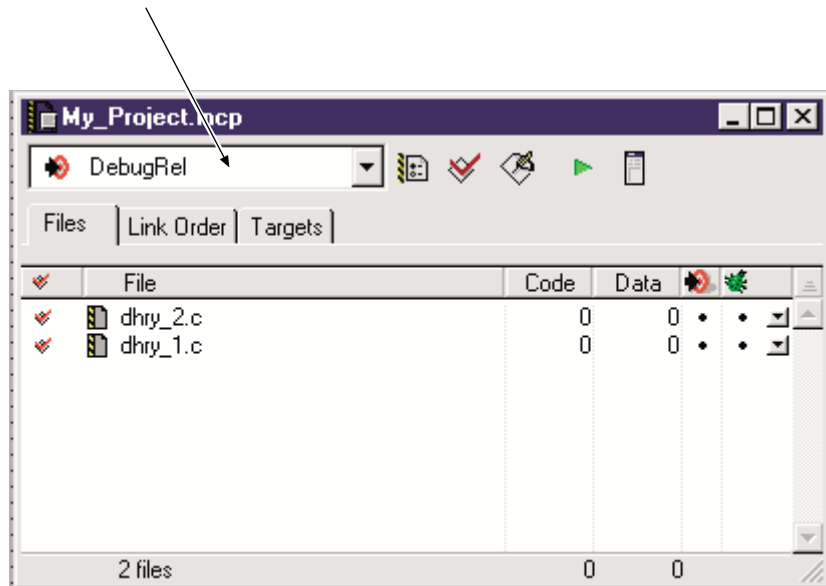 My_Project.mcp
DebugRel
Files Link Order Targets
File Code Data
dhry_2.c 0 0
dhry_1.c 0 0
2 files 0 0